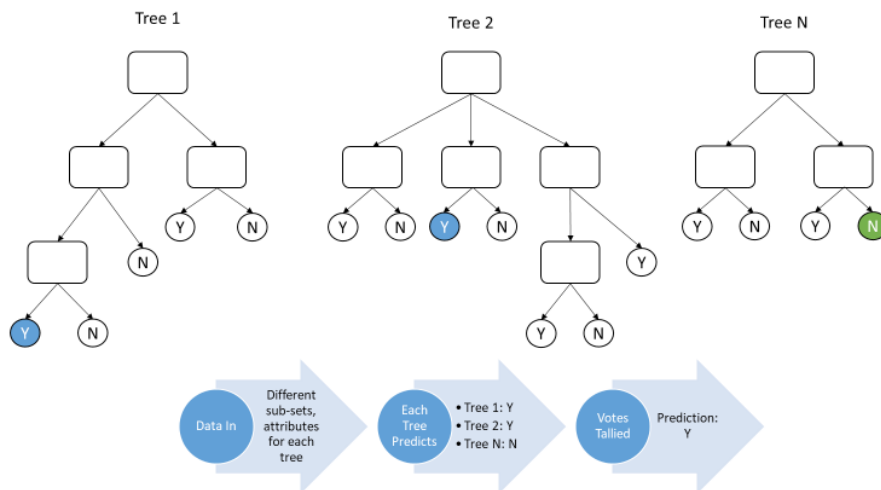 Tree 1
Tree 2
Tree N
Y
N
Y
N
Y
N
Y
N
Y
N
N
Y
Y
N
Y
N
Y
N
Data In
Different
sub-sets,
attributes
for each
tree
Each
Tree
Predicts
• Tree 1: Y
• Tree 2: Y
• Tree N: N
Votes
Tallied
Prediction:
Y